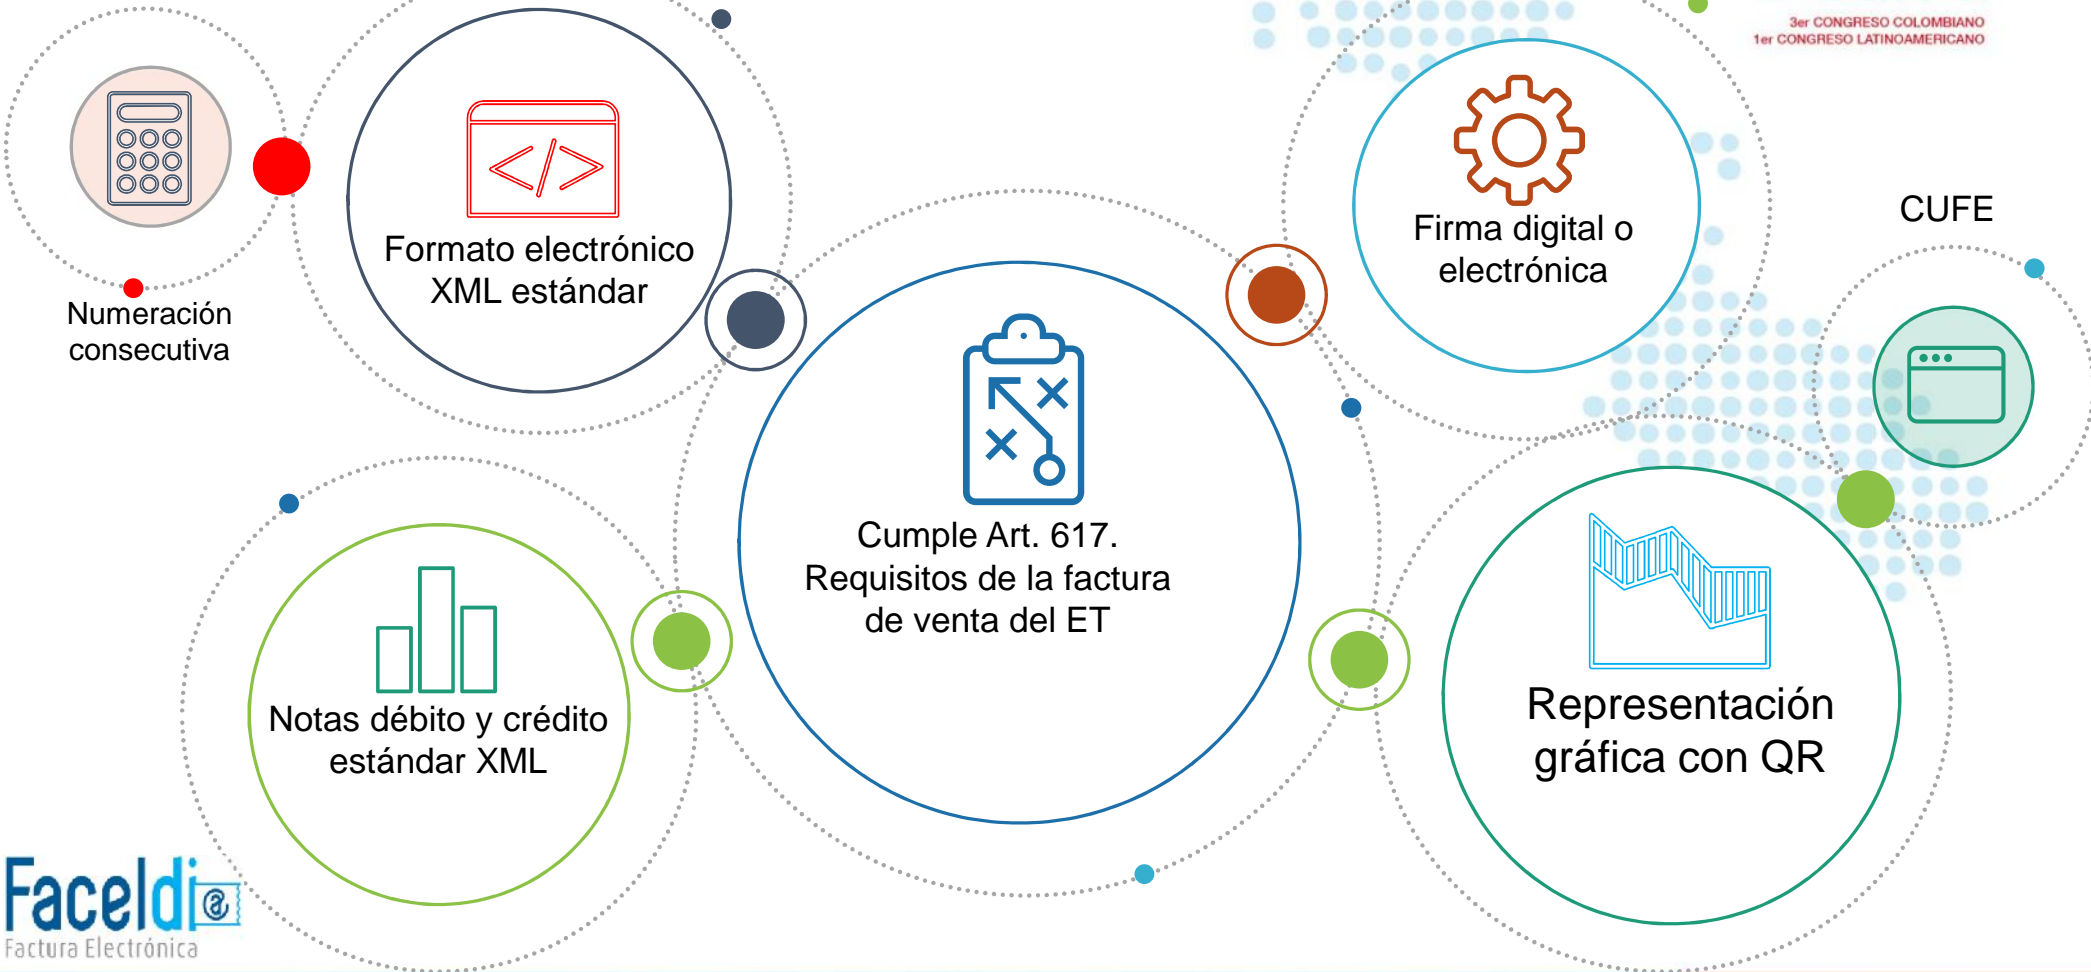 3er CONGRESO COLOMBIANO
1er CONGRESO LATINOAMERICANO
Numeración
consecutiva
Formato electrónico
XML estándar
Firma digital o
electrónica
CUFE
Cumple Art. 617.
Requisitos de la factura
de venta del ET
Notas débito y crédito
estándar XML
Representación
gráfica con QR
Faceldi
Factura Electrónica